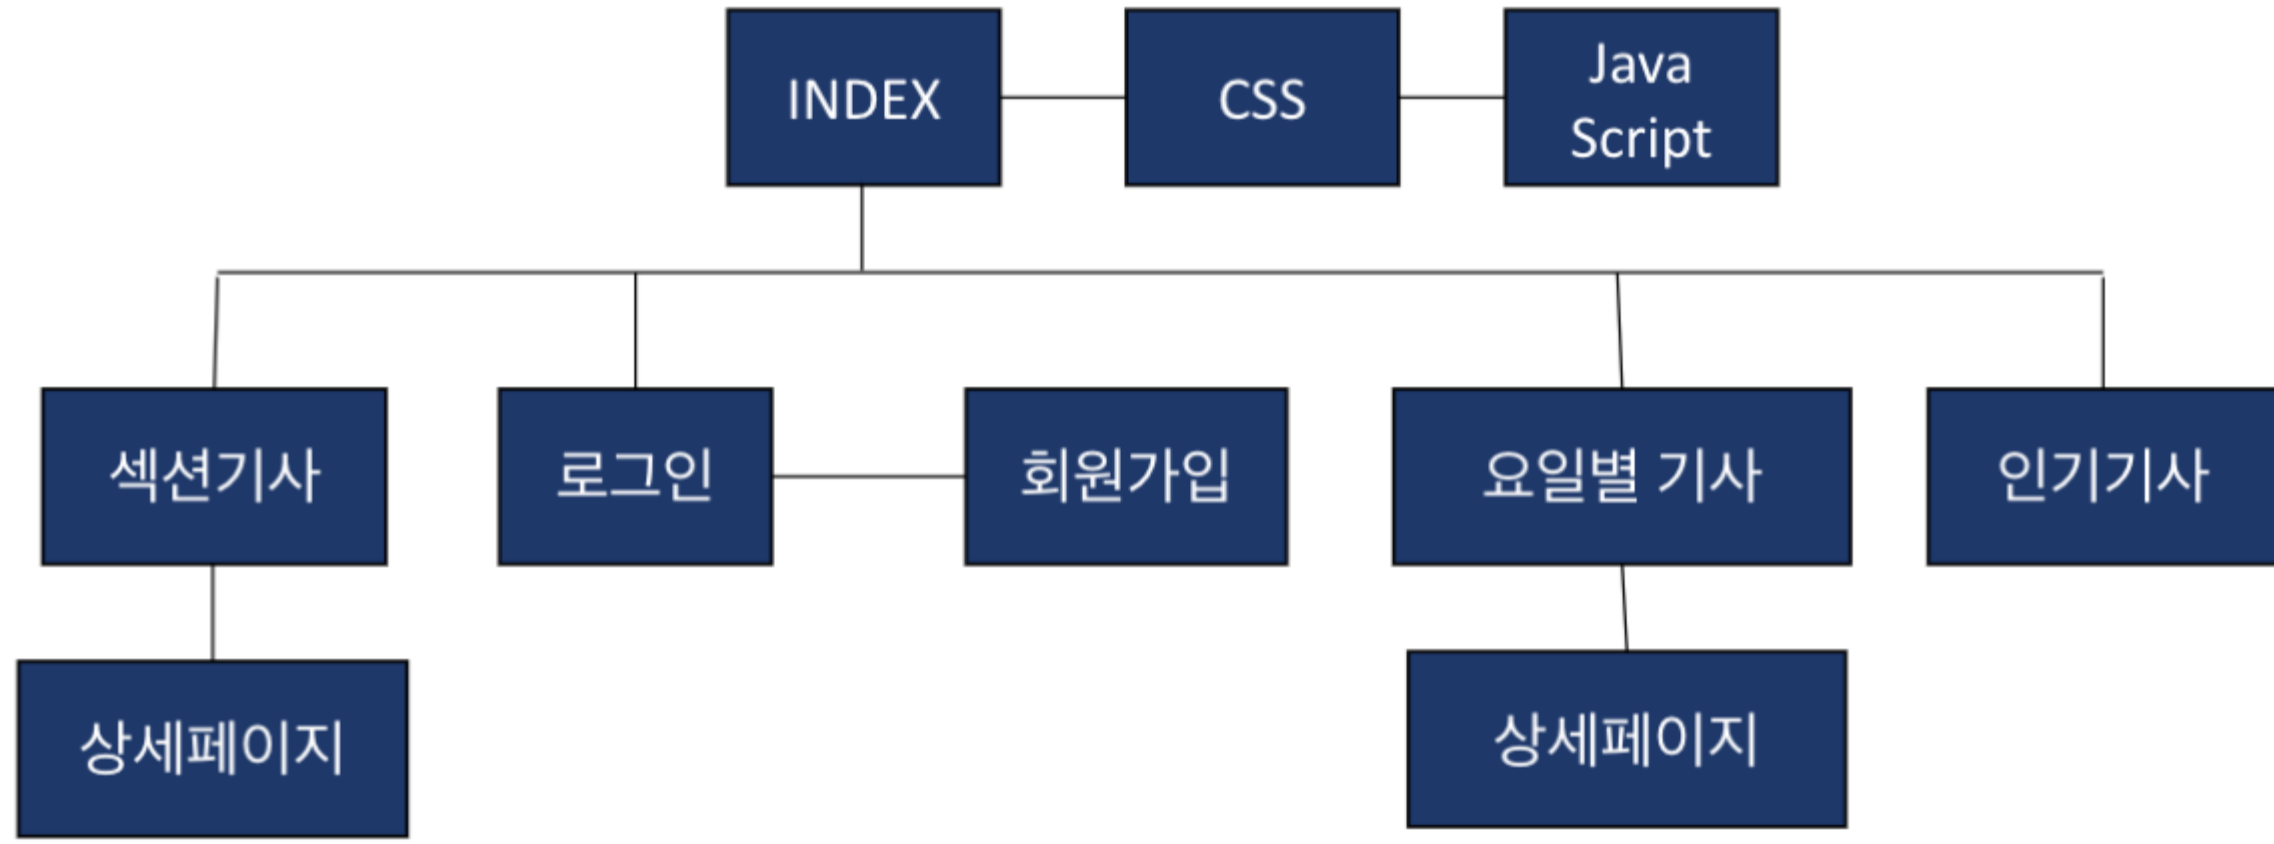 INDEX
CSS
Java
Script
섹션기사
로그인
회원가입
요일별 기사
인기기사
상세페이지
상세페이지